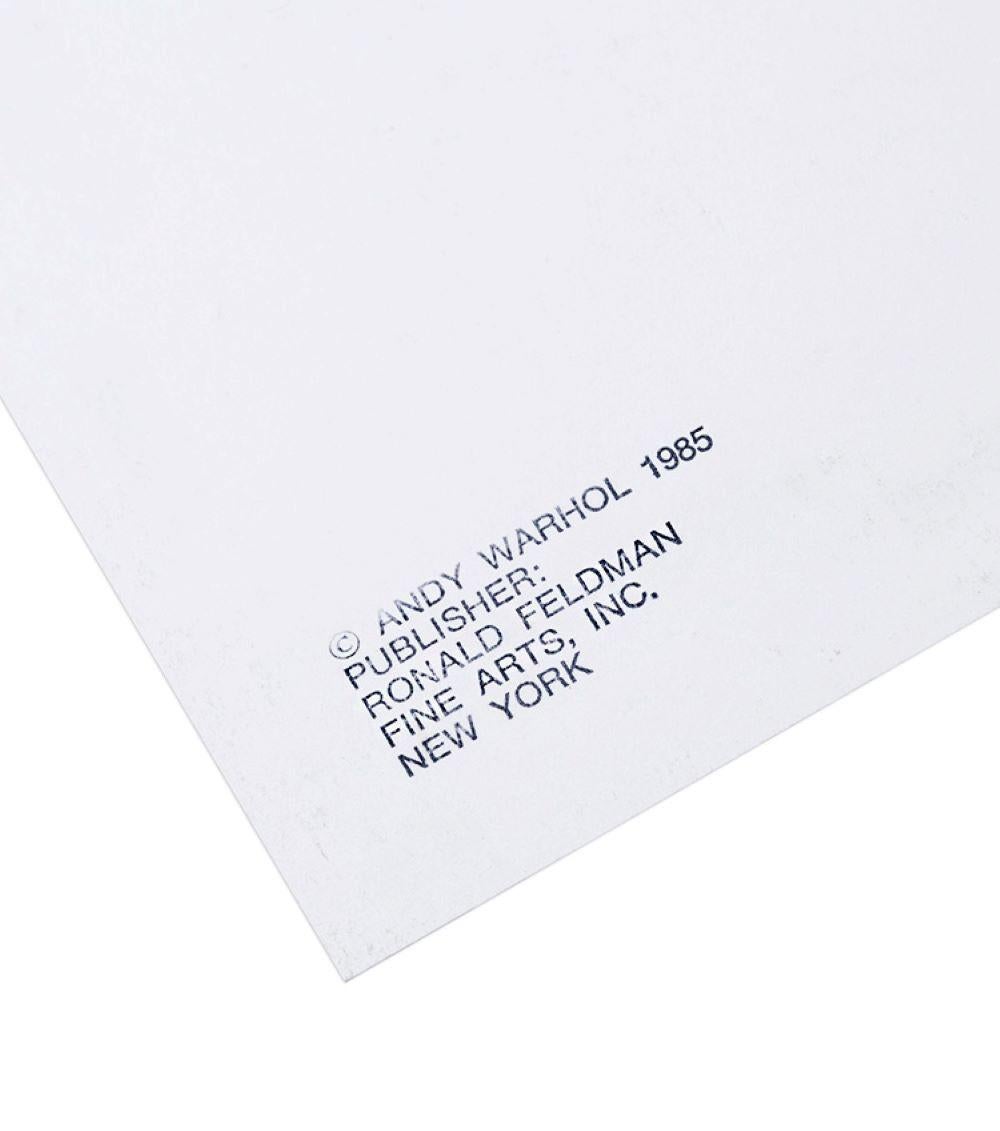 © ANDY WARHOL 1985
PUBLISHER:
RONALD FELDMAN
FINE ARTS, INC.
NEW YORK